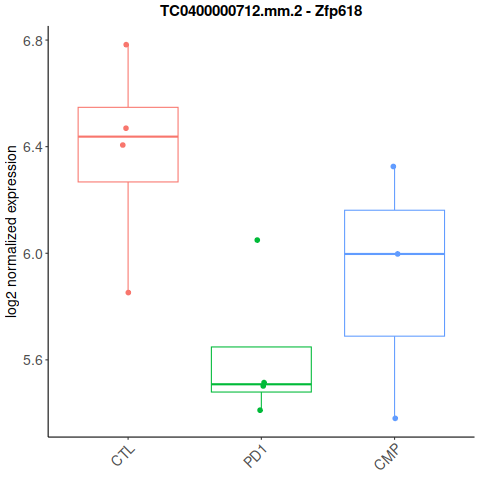 TC0400000712.mm.2 - Zfp618
log2 normalized expression
6.8
6.4
6.0
5.6
CTL
PD1
CMP